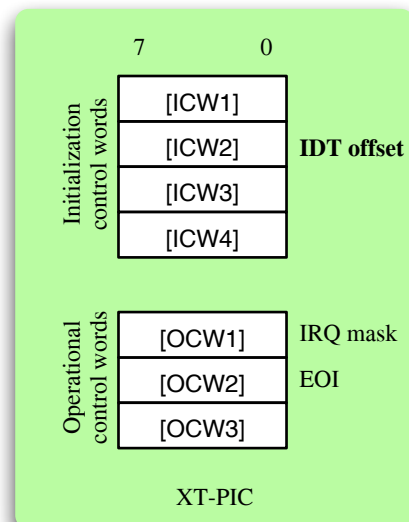 7 0
Initialization
control words
[ICW1]
[ICW2] IDT offset
[ICW3]
[ICW4]
Operational
control words
[OCW1] IRQ mask
[OCW2] EOI
[OCW3]
XT-PIC